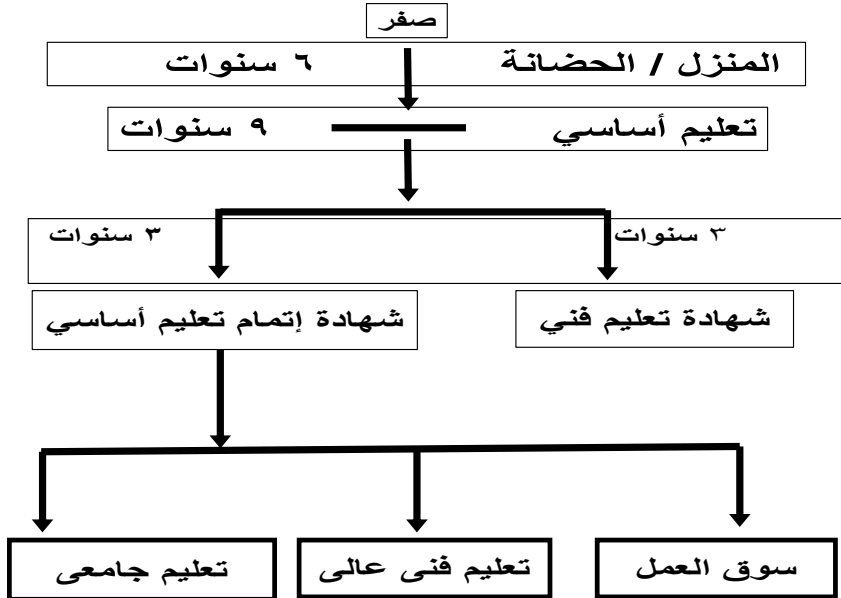 صفر
المنزل / الحضانة ٦ سنوات
تعليم أساسي ٩ سنوات
٣ سنوات ٣ سنوات
شهادة تعليم فني شهادة إتمام تعليم أساسي
سوق العمل تعليم فنى عالى تعليم جامعى